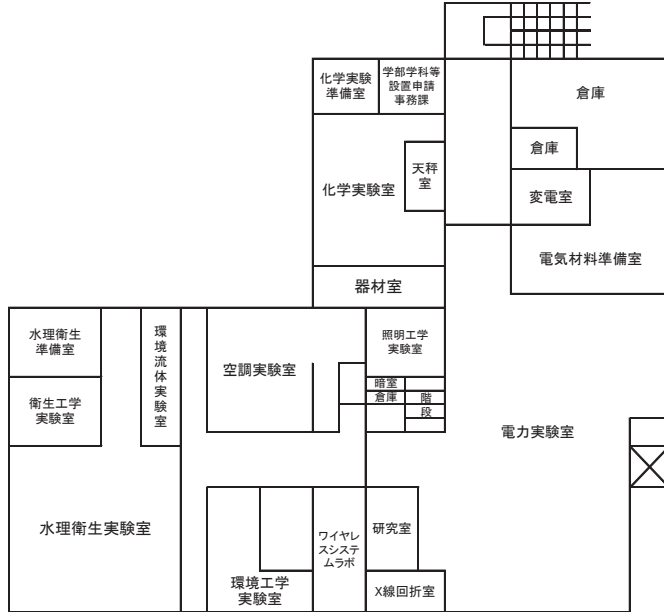 化学実験
準備室
学部学科等
設置申請
事務課
倉庫
倉庫
天秤
室
化学実験室
変電室
電気材料準備室
器材室
水理衛生
準備室
環境流体実験室
照明工学
実験室
空調実験室
暗室
倉庫
階
段
衛生工学
実験室
電力実験室
水理衛生実験室
ワイヤレ
スシステ
ムラボ
研究室
環境工学
実験室
X線回折室